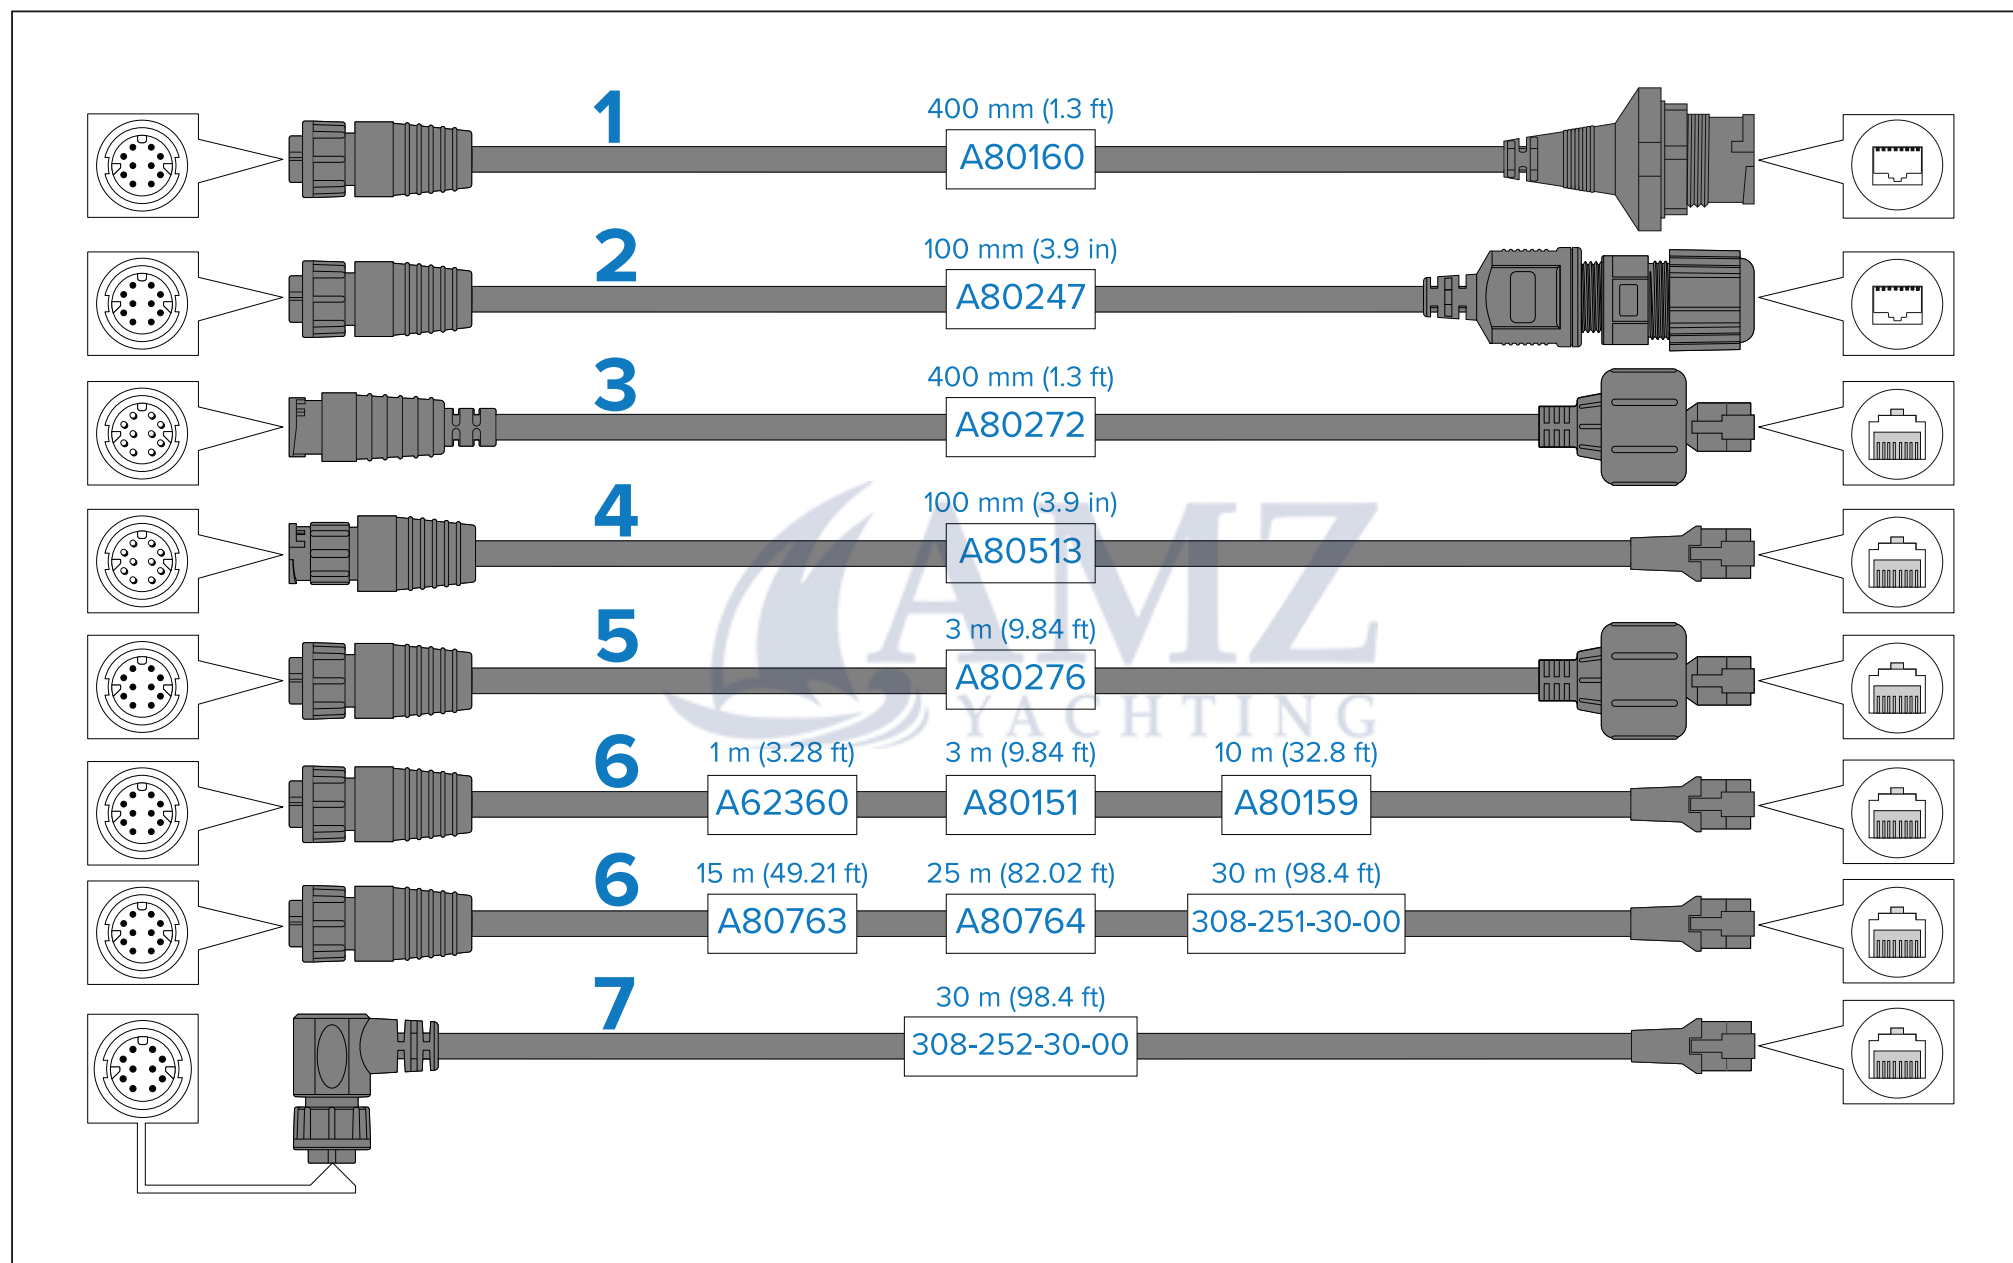 1
400 mm (1.3 ft)
A80160
2
100 mm (3.9 in)
A80247
3
400 mm (1.3 ft)
A80272
4
100 mm (3.9 in)
A80513
5
3 m (9.84 ft)
A80276
AMZ
YACHTING
6
1 m (3.28 ft) 3 m (9.84 ft) 10 m (32.8 ft)
A62360 A80151 A80159
6
15 m (49.21 ft) 25 m (82.02 ft) 30 m (98.4 ft)
A80763 A80764 308-251-30-00
7
30 m (98.4 ft)
308-252-30-00